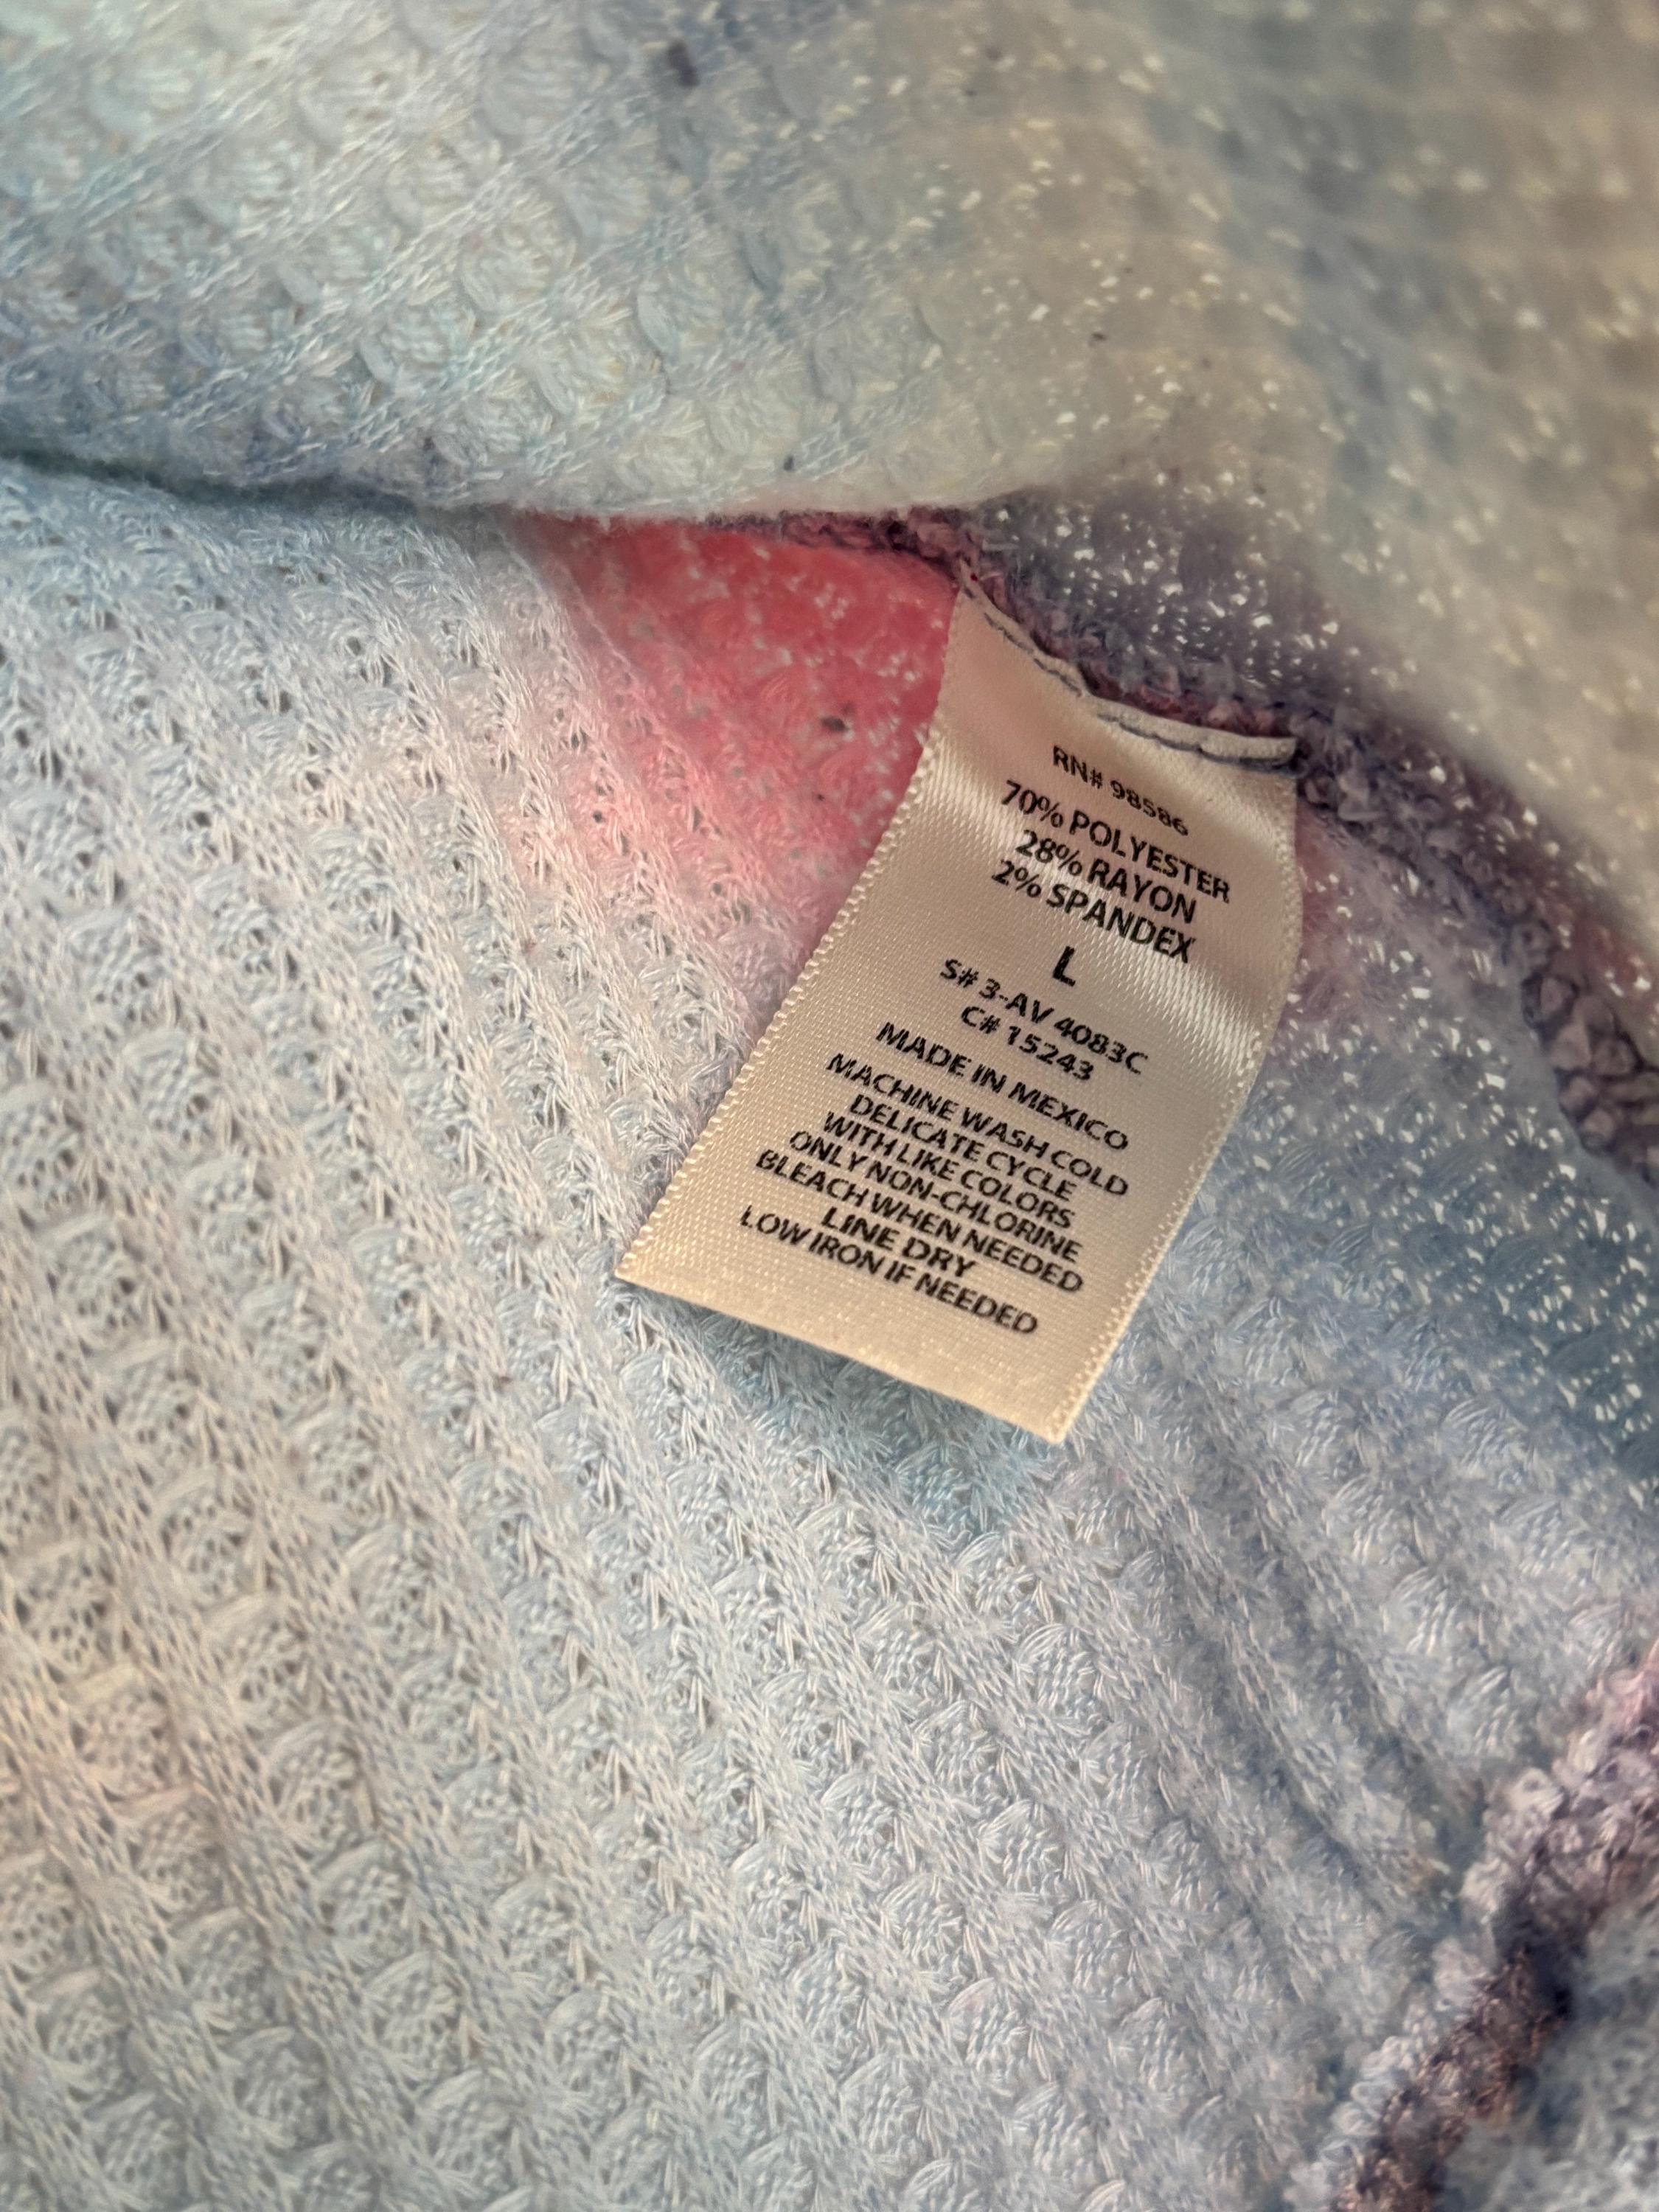 RN# 98586
70% POLYESTER
28% RAYON
2% SPANDEX
L
S# 3-AV 4083C
C# 15243
MADE IN MEXICO
MACHINE WASH COLD
DELICATE CYCLE
WITH LIKE COLORS
ONLY NON-CHLORINE
BLEACH WHEN NEEDED
LINE DRY
LOW IRON IF NEEDED